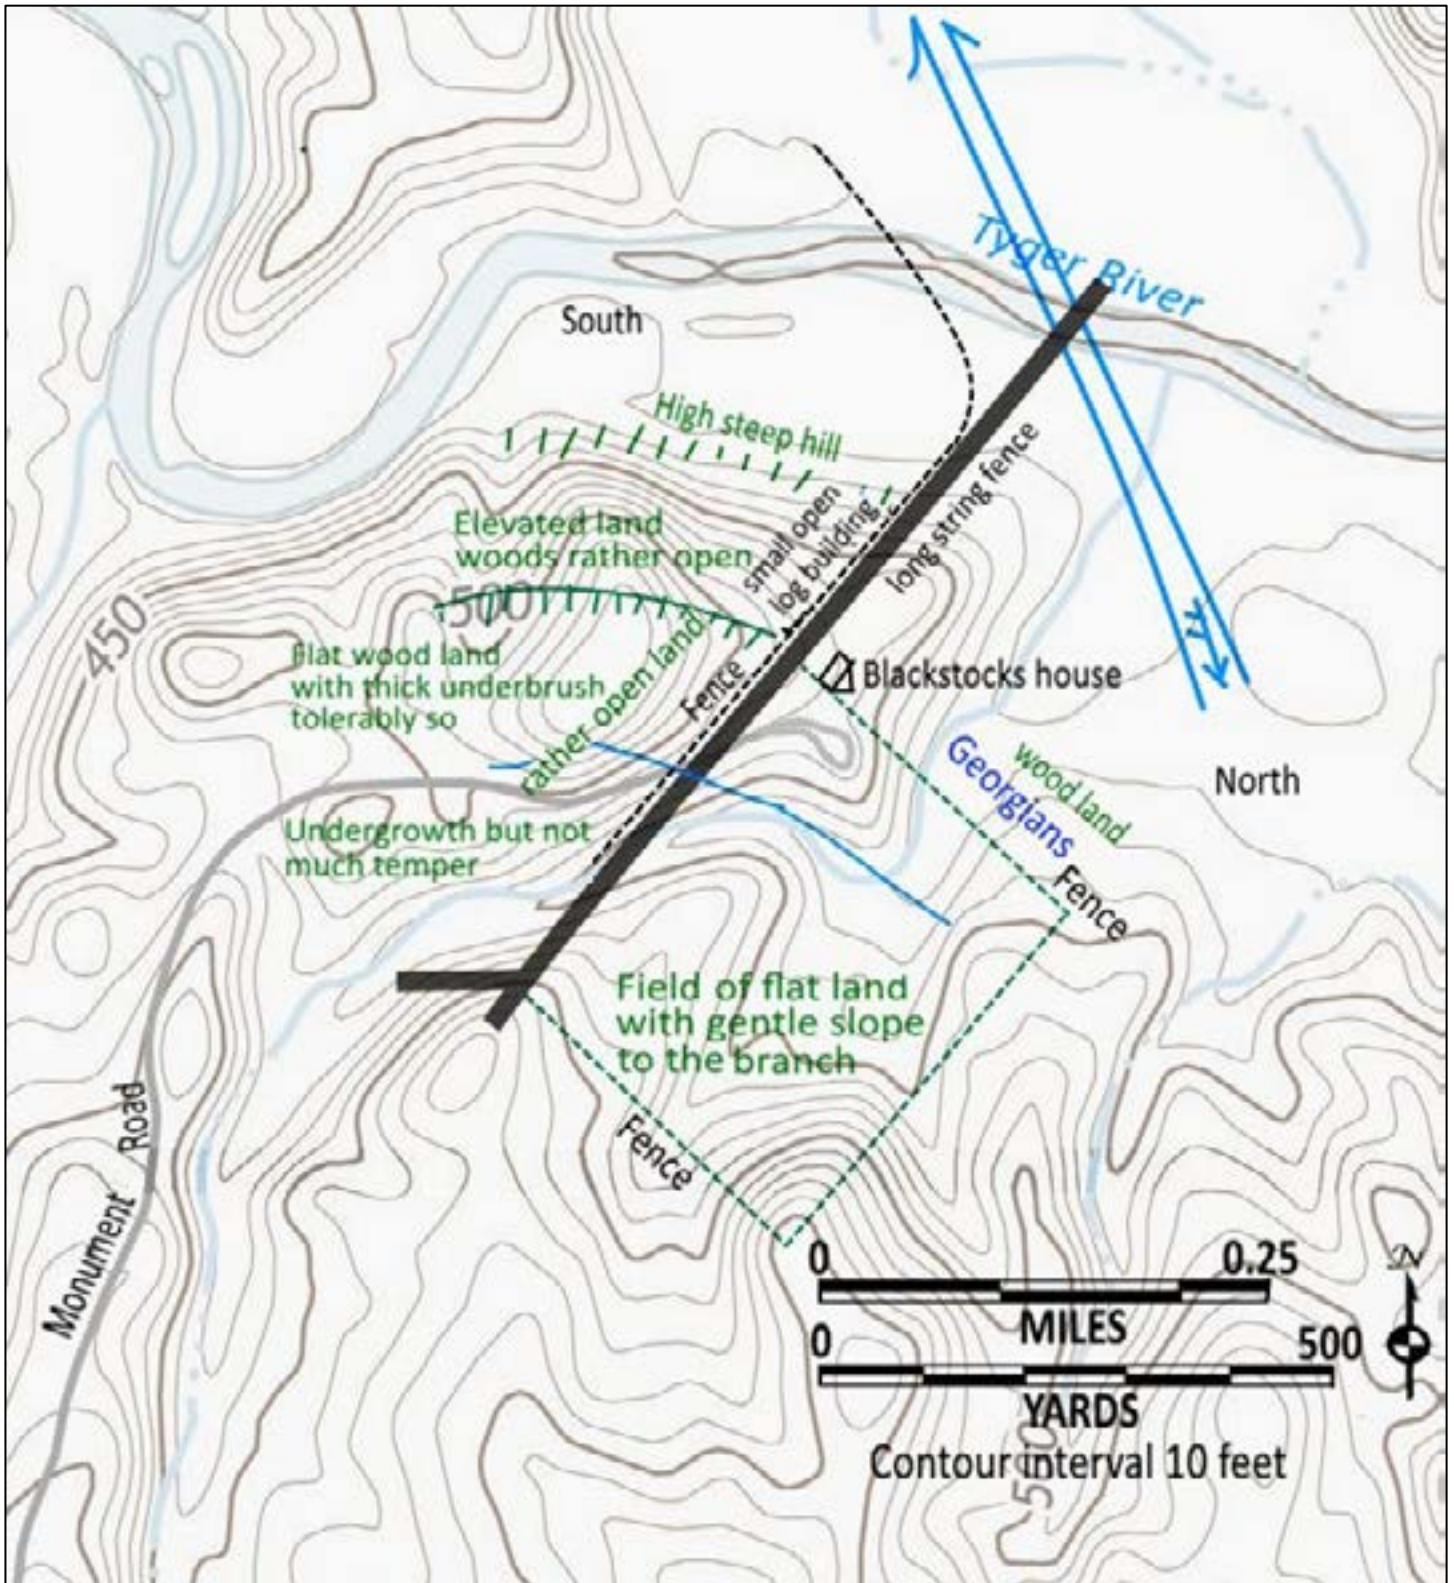 Tyger River
South
High steep hill
small open
log building
long string fence
Elevated land
woods rather open
500
450
Flat wood land
with thick underbrush
tolerably so
rather open land
Fence
Blackstocks house
wood land
Georgians
North
Undergrowth but not
much temper
Fence
Field of flat land
with gentle slope
to the branch
Fence
Monument Road
N
0 0.25
MILES
0 500
YARDS
Contour interval 10 feet
500